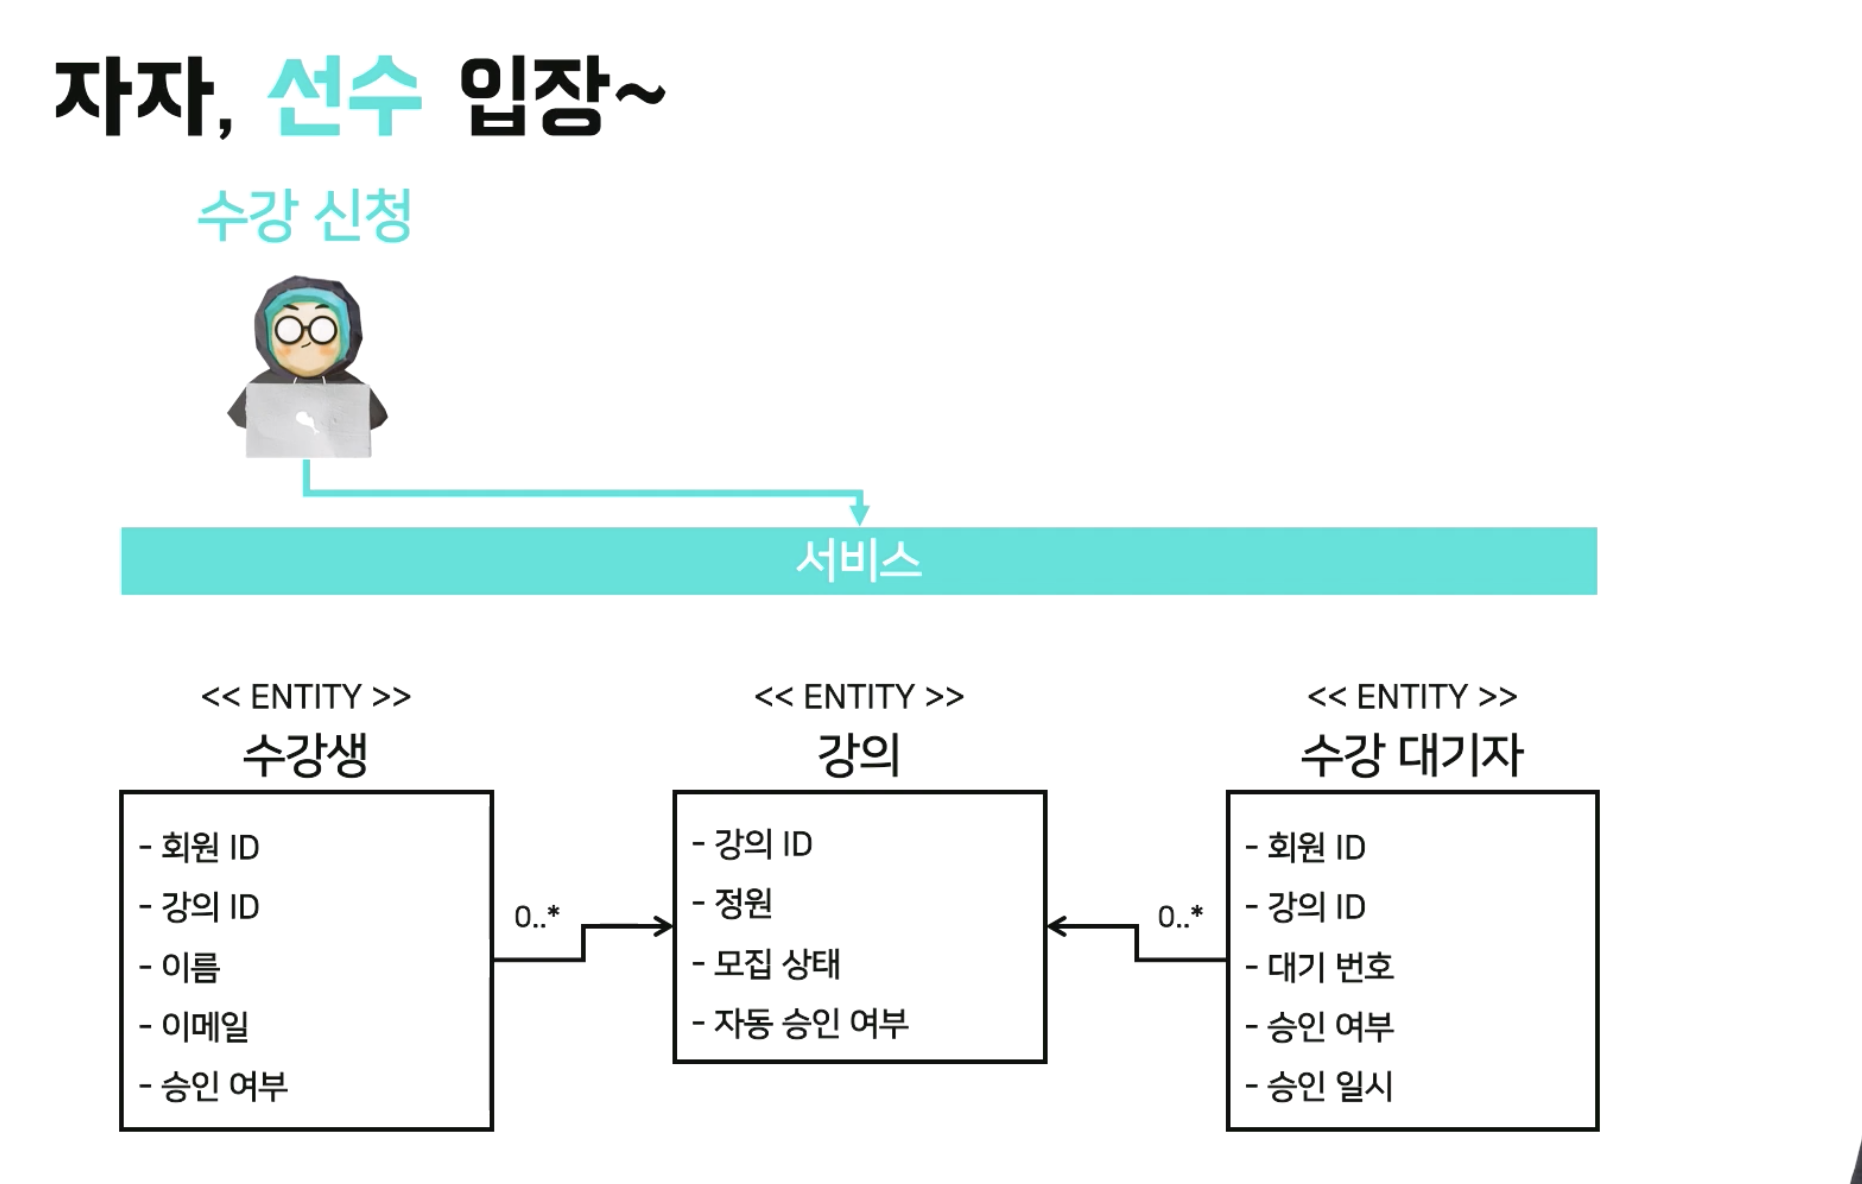 자자, 선수 입장~
수강 신청
서비스
<< ENTITY >>
수강생
- 회원 ID
- 강의 ID
- 이름
- 이메일
- 승인 여부
0..*
<< ENTITY >>
강의
- 강의 ID
- 정원
- 모집 상태
- 자동 승인 여부
0..*
<< ENTITY >>
수강 대기자
- 회원 ID
- 강의 ID
- 대기 번호
- 승인 여부
- 승인 일시